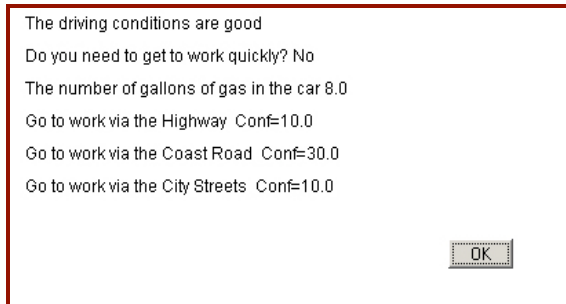 The driving conditions are good
Do you need to get to work quickly? No
The number of gallons of gas in the car 8.0
Go to work via the Highway Conf=10.0
Go to work via the Coast Road Conf=30.0
Go to work via the City Streets Conf=10.0
OK